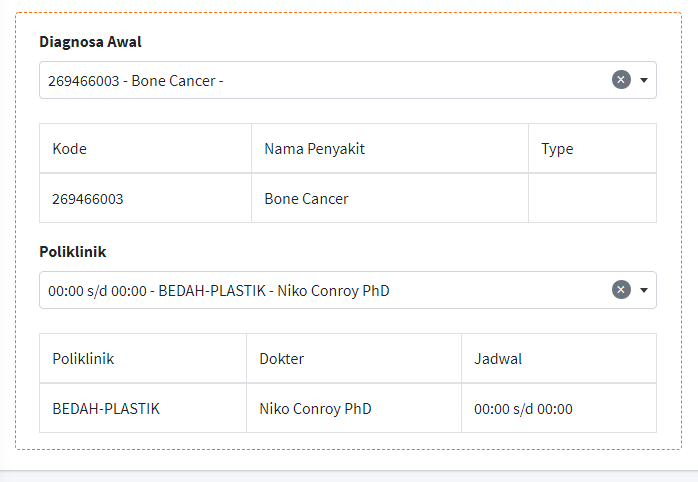 Diagnosa Awal
269466003 - Bone Cancer -
Kode Nama Penyakit Type
269466003 Bone Cancer
Poliklinik
00:00 s/d 00:00 - BEDAH-PLASTIK - Niko Conroy PhD
Poliklinik Dokter Jadwal
BEDAH-PLASTIK Niko Conroy PhD 00:00 s/d 00:00